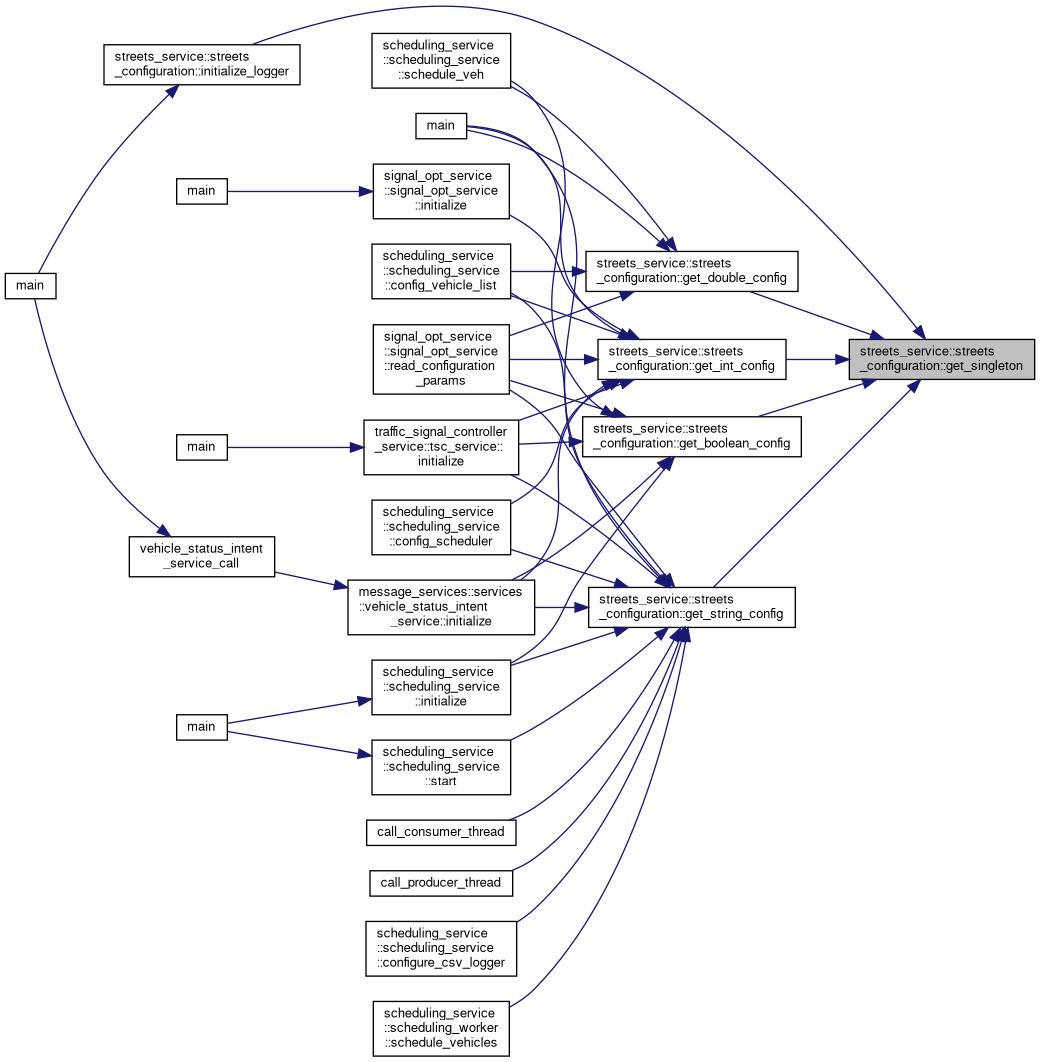 streets_service::streets
_configuration::initialize_logger
scheduling_service
::scheduling_service
::schedule_veh
main
signal_opt_service
::signal_opt_service
::initialize
main
scheduling_service
::scheduling_service
::config_vehicle_list
streets_service::streets
_configuration::get_double_config
main
signal_opt_service
::signal_opt_service
::read_configuration
_params
streets_service::streets
_configuration::get_int_config
streets_service::streets
_configuration::get_singleton
traffic_signal_controller
_service::tsc_service::
initialize
main
streets_service::streets
_configuration::get_boolean_config
scheduling_service
::scheduling_service
::config_scheduler
vehicle_status_intent
_service_call
message_services::services
::vehicle_status_intent
_service::initialize
streets_service::streets
_configuration::get_string_config
scheduling_service
::scheduling_service
::initialize
main
scheduling_service
::scheduling_service
::start
call_consumer_thread
call_producer_thread
scheduling_service
::scheduling_service
::configure_csv_logger
scheduling_service
::scheduling_worker
::schedule_vehicles